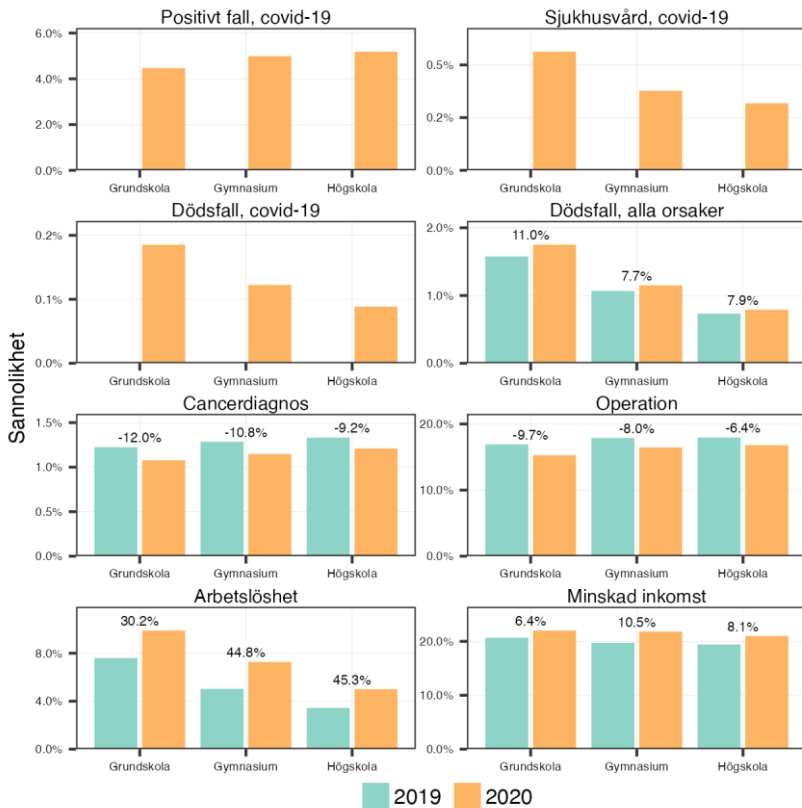 Positivt fall, covid-19
6.0%
4.0%
2.0%
0.0%
Grundskola Gymnasium Högskola
Sjukhusvård, covid-19
0.5%
0.2%
0.0%
Grundskola Gymnasium Högskola
Dödsfall, covid-19
0.2%
0.1%
0.0%
Grundskola Gymnasium Högskola
Dödsfall, alla orsaker
2.0%
1.0%
0.0%
11.0% 7.7% 7.9%
Grundskola Gymnasium Högskola
Sannolikhet
Cancerdiagnos
1.5%
1.0%
0.5%
0.0%
-12.0% -10.8% -9.2%
Grundskola Gymnasium Högskola
Operation
20.0%
10.0%
0.0%
-9.7% -8.0% -6.4%
Grundskola Gymnasium Högskola
Arbetslöshet
8.0%
4.0%
0.0%
30.2% 44.8% 45.3%
Grundskola Gymnasium Högskola
Minskad inkomst
20.0%
10.0%
0.0%
6.4% 10.5% 8.1%
Grundskola Gymnasium Högskola
2019 2020